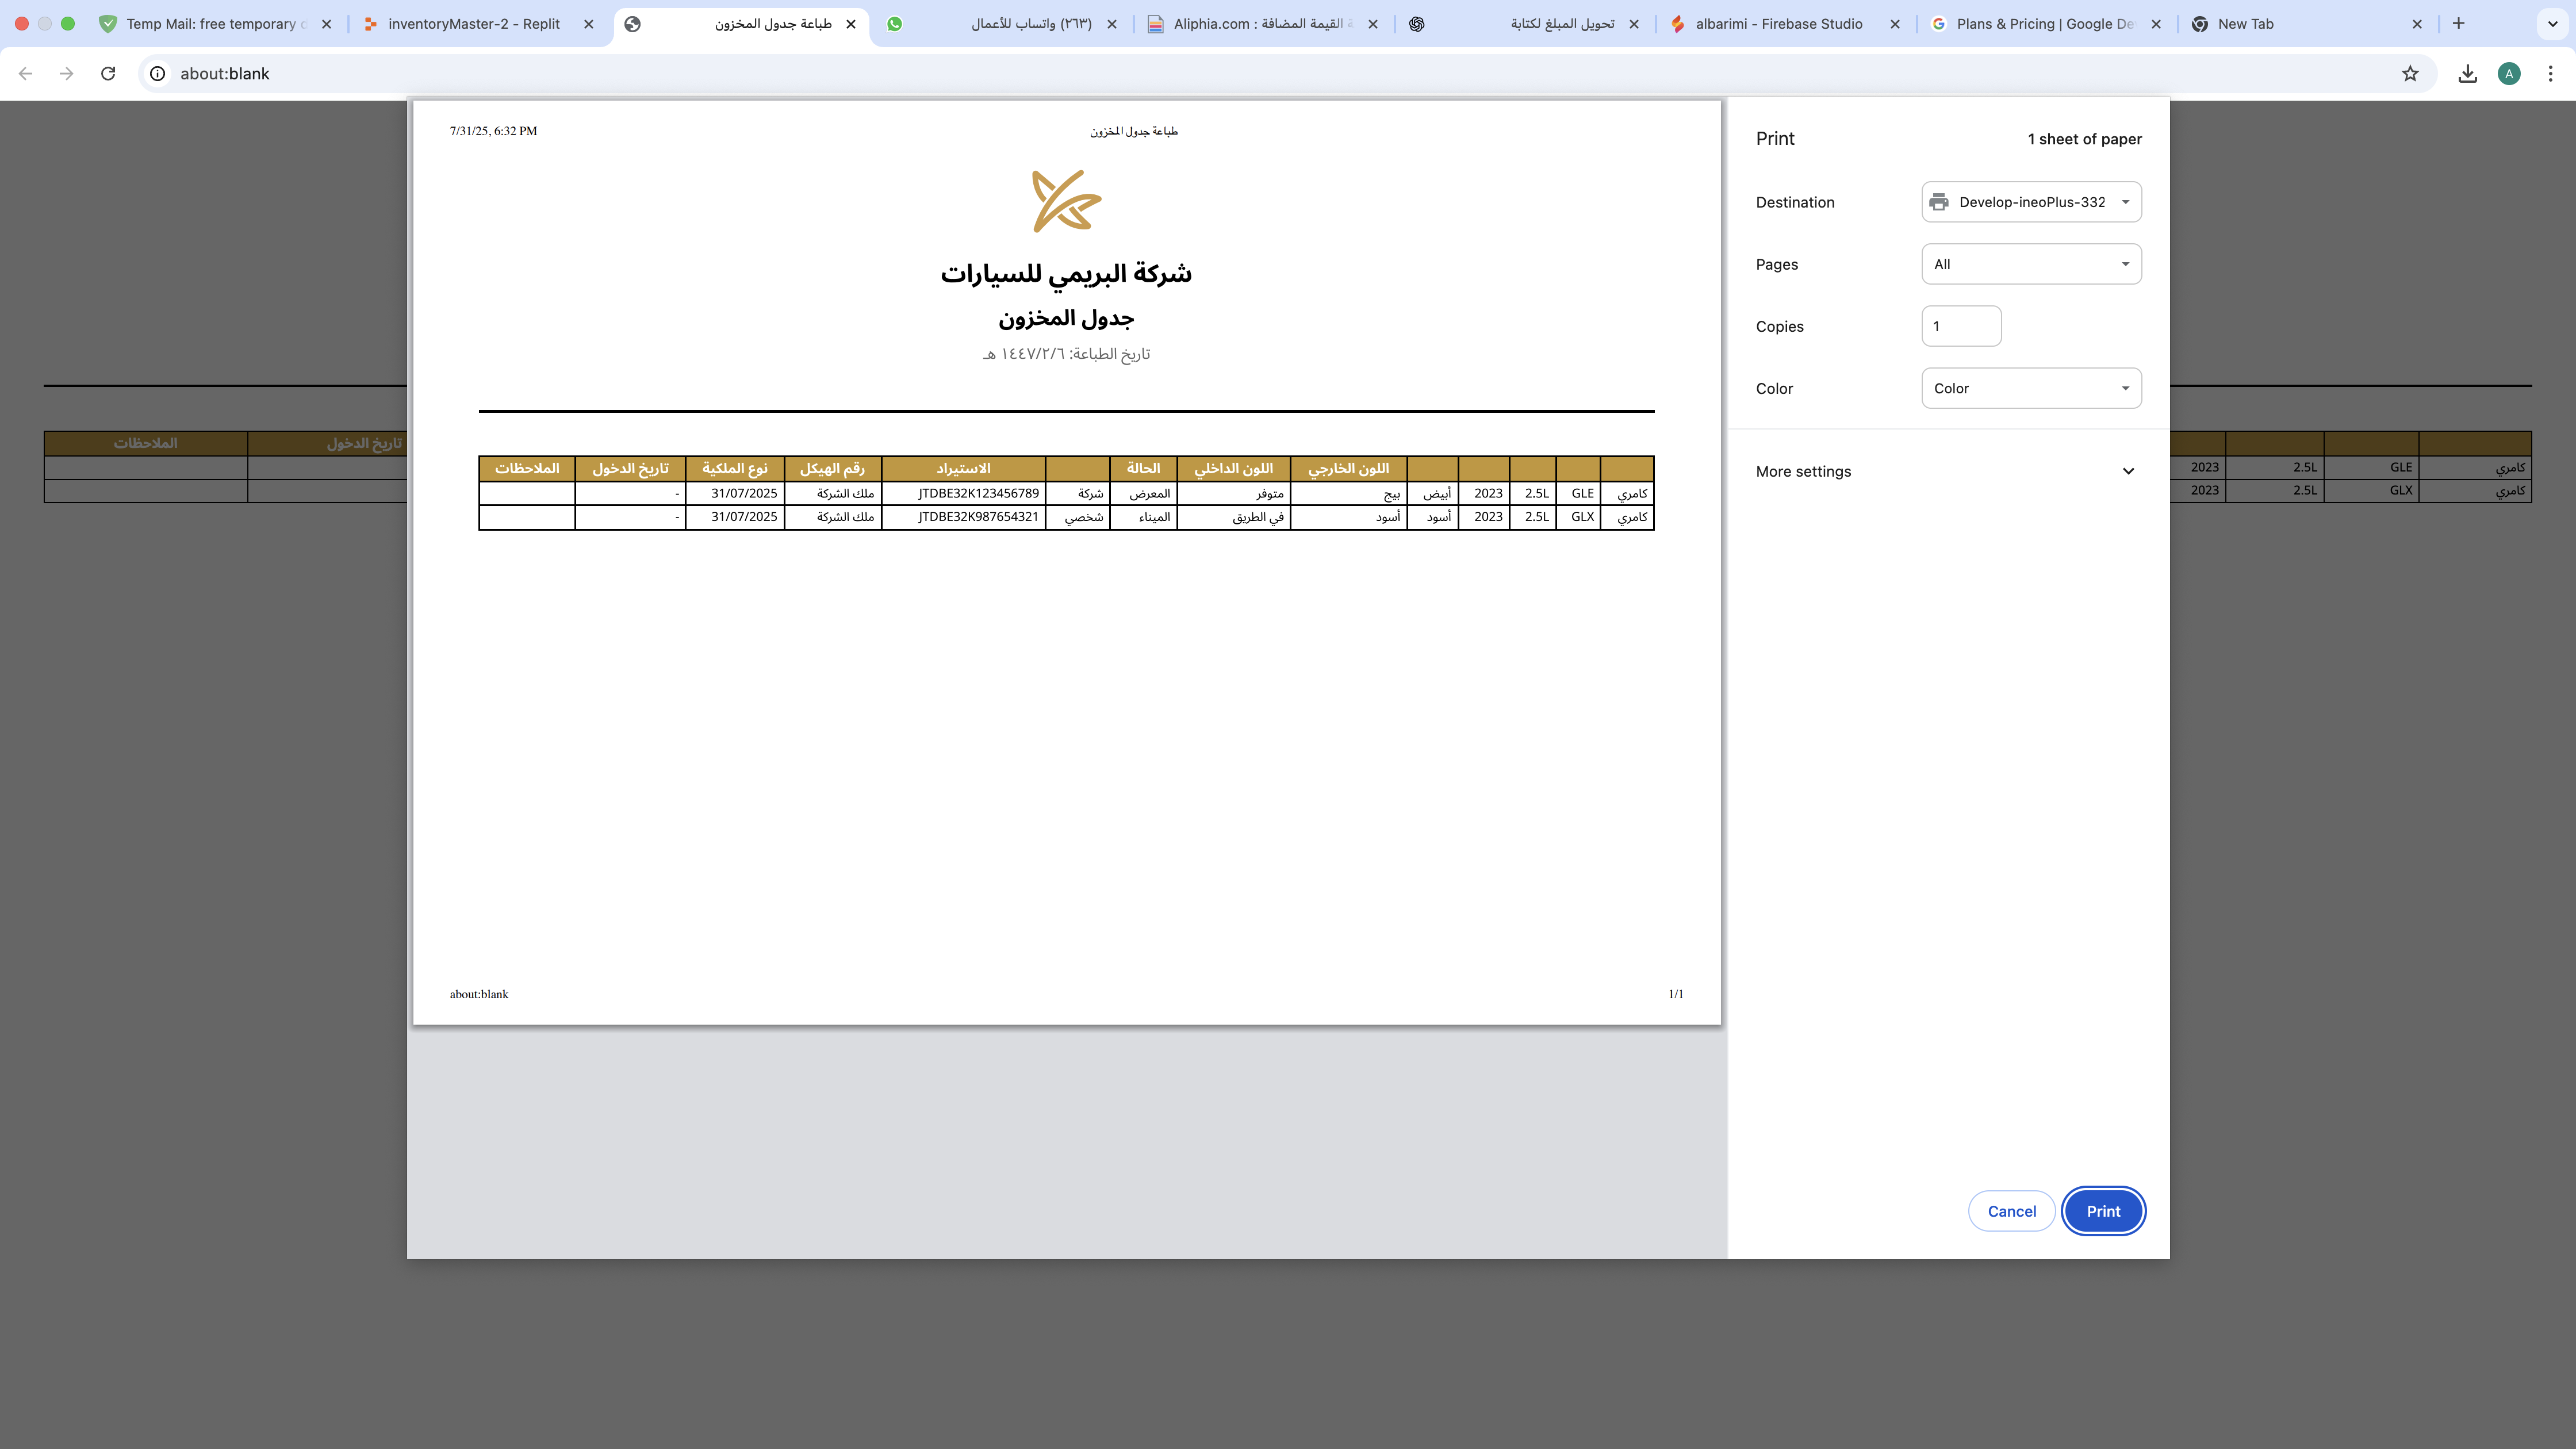 Temp Mail: free temporary
inventoryMaster-2 - Replit
طباعة جدول المخزون
(٢٦٣) واتساب للأعمال
Aliphia.com : القيمة المضافة
تحويل المبلغ لكتابة
albarimi - Firebase Studio
Plans & Pricing | Google De
New Tab
about:blank
A
7/31/25, 6:32 PM
طباعة جدول المخزون
شركة البريمي للسيارات
جدول المخزون
تاريخ الطباعة: ١٤٤٧/٢/٦ هـ
اللون الخارجي اللون الداخلي الحالة الاستيراد رقم الهيكل نوع الملكية تاريخ الدخول الملاحظات
كامري GLE 2.5L 2023 أبيض بيج متوفر المعرض شركة JTDBE32K123456789 ملك الشركة 31/07/2025 -
كامري GLX 2.5L 2023 أسود أسود في الطريق الميناء شخصي JTDBE32K987654321 ملك الشركة 31/07/2025 -
about:blank
1/1
Print
1 sheet of paper
Destination
Develop-ineoPlus-332
Pages
All
Copies
1
Color
Color
More settings
Cancel
Print
تاريخ الدخول الملاحظات
كامري GLE 2.5L 2023
كامري GLX 2.5L 2023